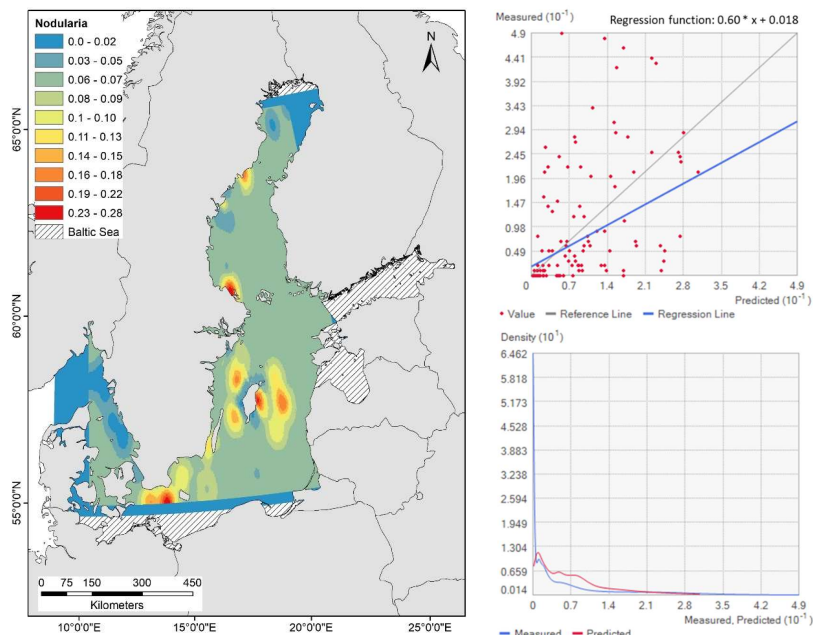 Nodularia
0.0 - 0.02
03 - 0.05
0.06 - 0.07
0.08 - 0.09
0.1 - 0.10
0.11 - 0.13
0.14 - 0.15
0.16 - 0.18
0.19 - 0.22
0.23 - 0.28
Baltic Sea
N
65°0'0"N
60°0'0"N
55°0'0"N
0 75 150 300 450
Kilometers
10°0'0"E 15°0'0"E 20°0'0"E 25°0'0"E
Measured (10⁻¹) Regression function: 0.60 * x + 0.018
4.9
4.41
3.92
3.43
2.94
2.45
1.96
1.47
0.98
0.49
0 0.7 1.4 2.1 2.8 3.5 4.2 4.9
Predicted (10⁻¹)
Value Reference Line Regression Line
Density (10¹)
6.462
5.818
5.173
4.528
3.883
3.238
2.594
1.949
1.304
0.659
0.014
0 0.7 1.4 2.1 2.8 3.5 4.2 4.9
Measured, Predicted (10⁻¹)
Measured Predicted